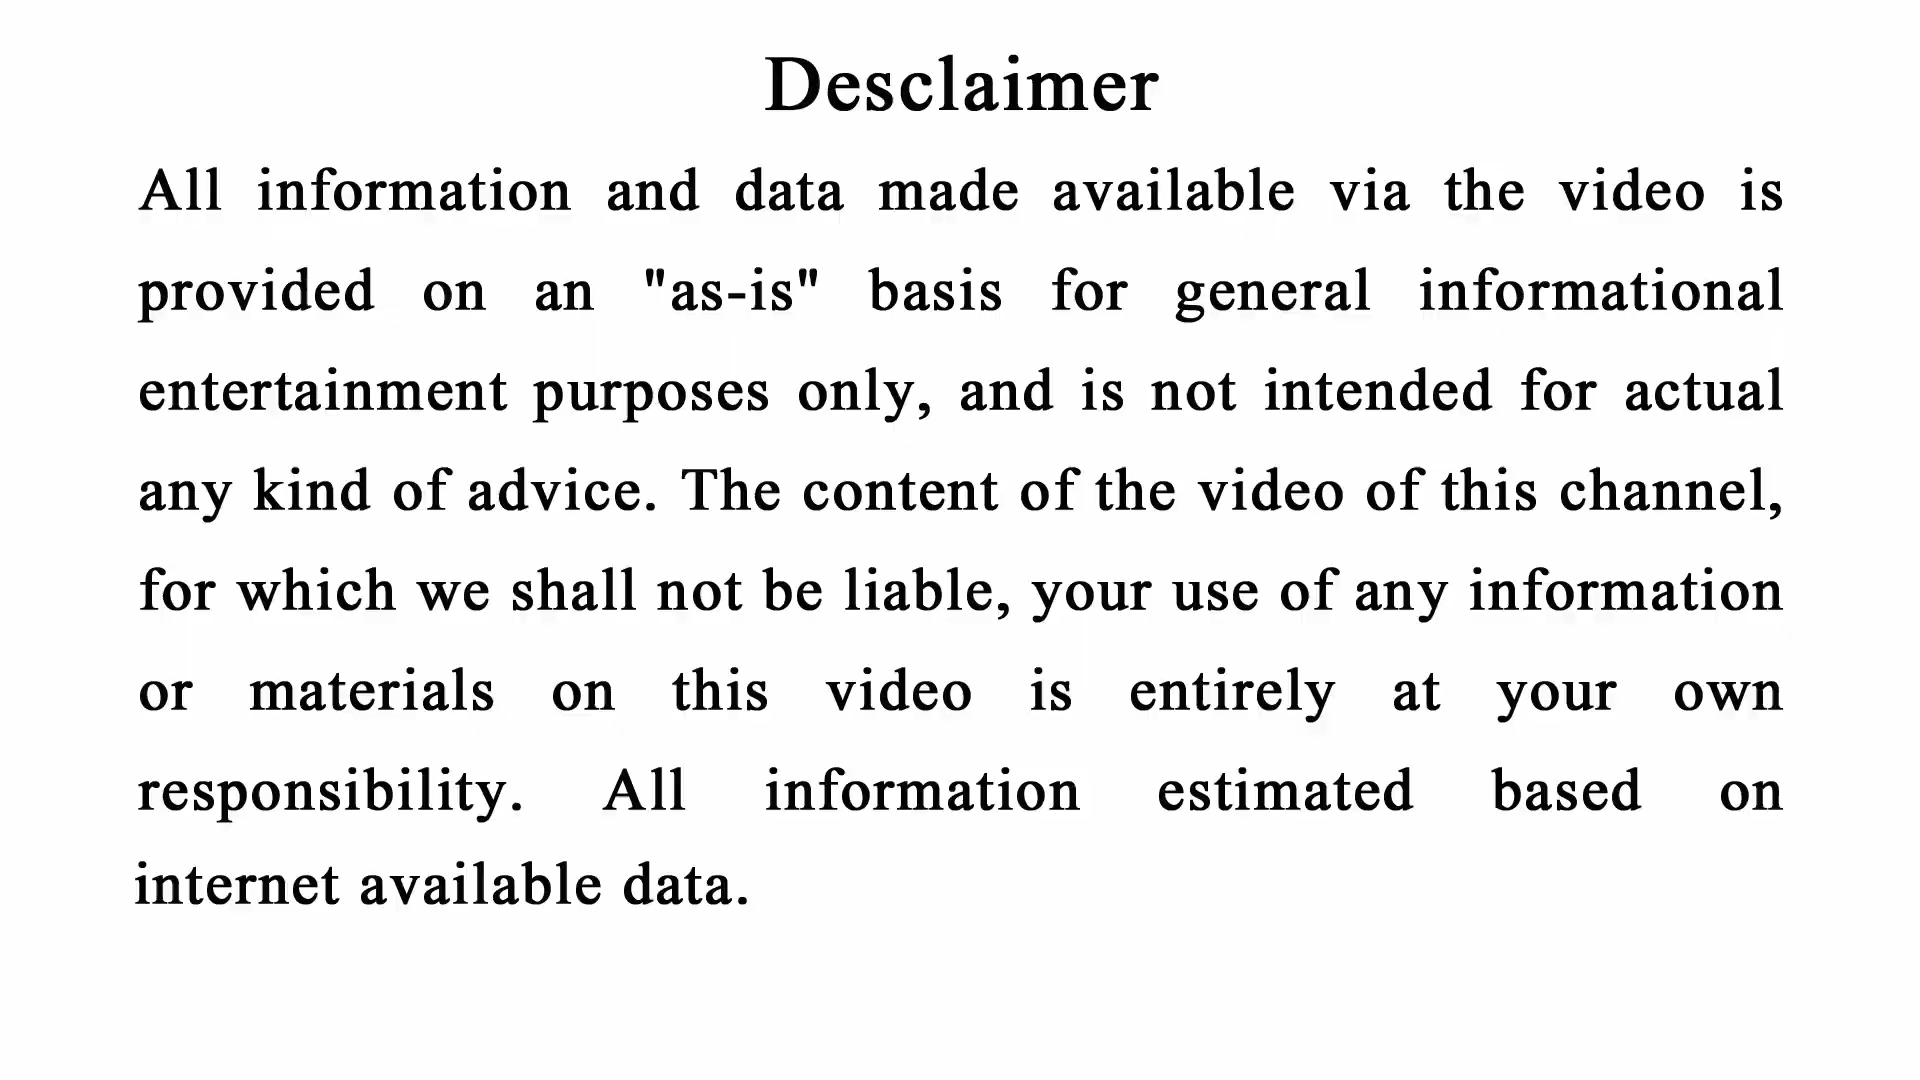 Desclaimer
All information and data made available via the video is
provided on an "as-is" basis for general informational
entertainment purposes only, and is not intended for actual
any kind of advice. The content of the video of this channel,
for which we shall not be liable, your use of any information
or materials on this video is entirely at your own
responsibility. All information estimated based on
internet available data.